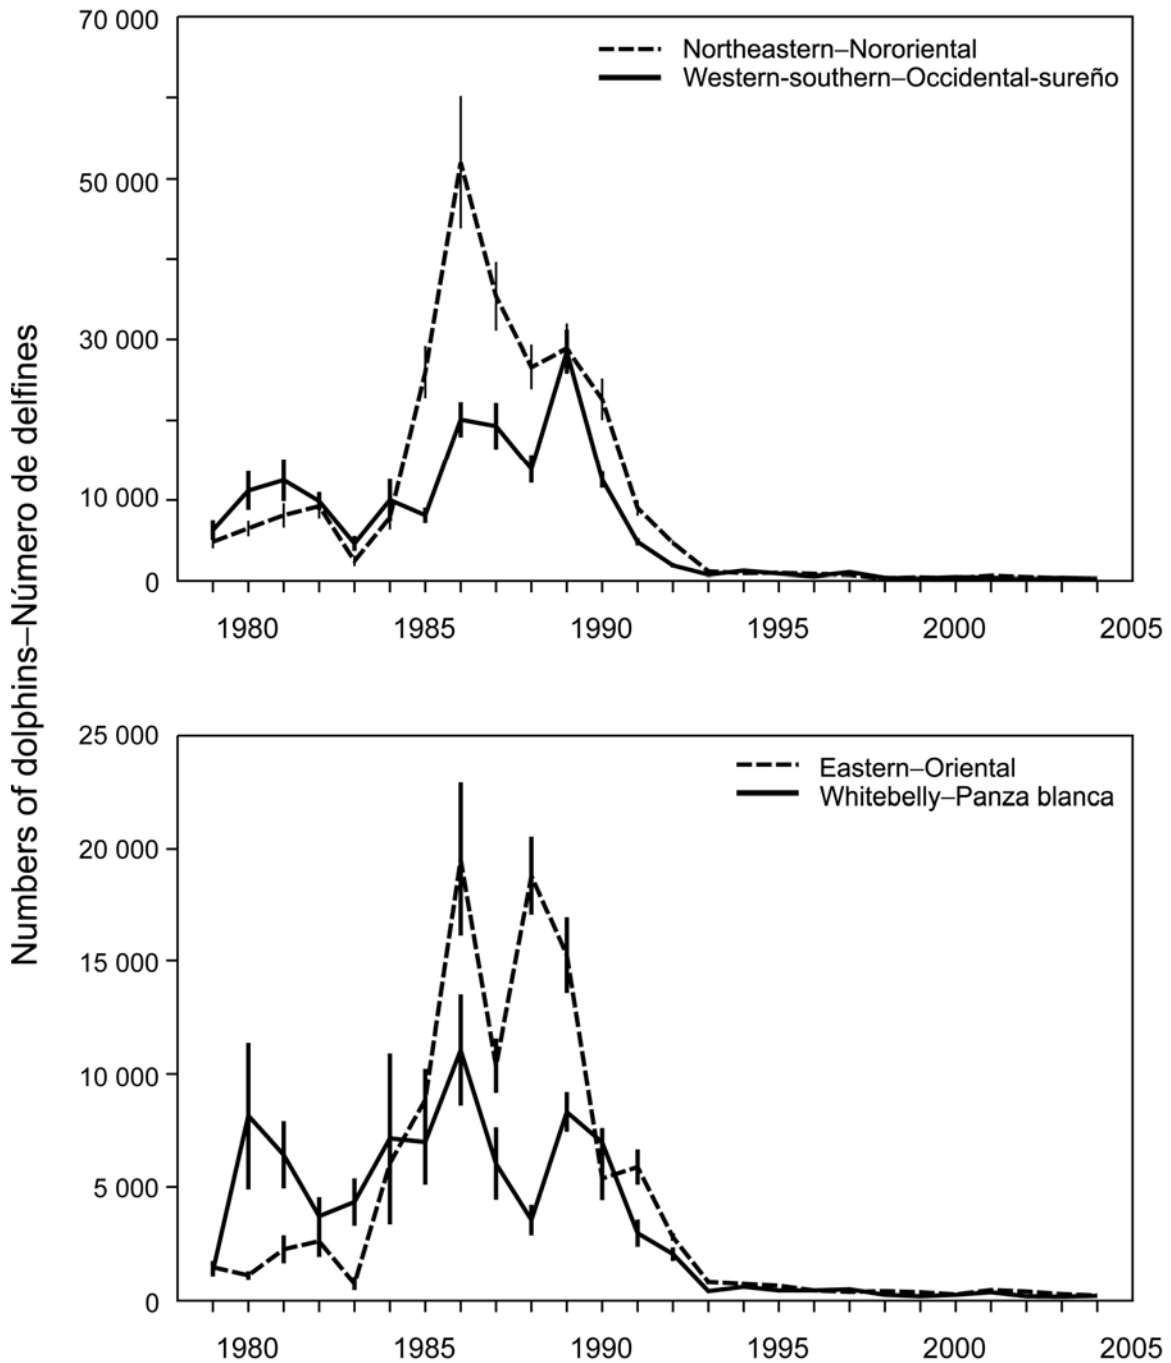 Numbers of dolphins–Número de delfines
70 000
50 000
30 000
10 000
0
Northeastern–Nororiental
Western-southern–Occidental-sureño
1980 1985 1990 1995 2000 2005
25 000
20 000
15 000
10 000
5 000
0
Eastern–Oriental
Whitebelly–Panza blanca
1980 1985 1990 1995 2000 2005